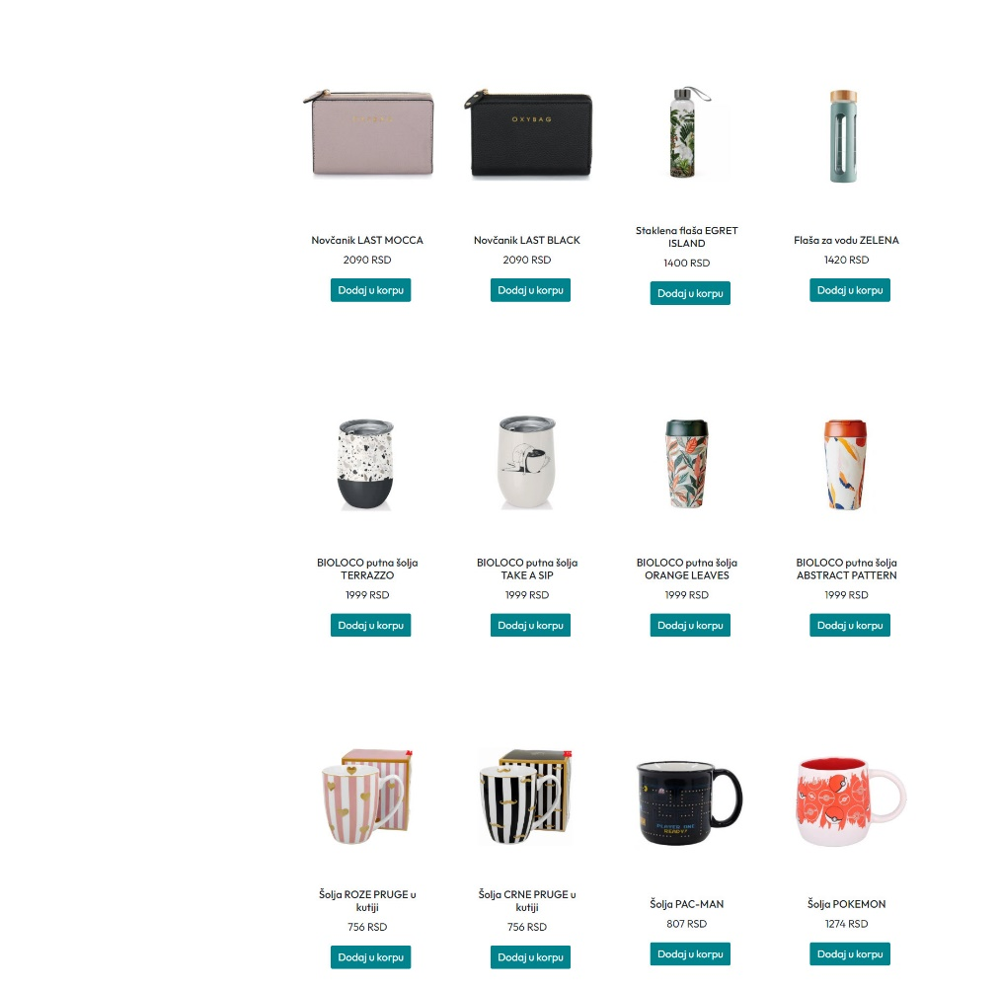 OXYBAG
Novčanik LAST MOCCA
2090 RSD
Dodaj u korpu
Novčanik LAST BLACK
2090 RSD
Dodaj u korpu
Staklena flaša EGRET
ISLAND
1400 RSD
Dodaj u korpu
Flaša za vodu ZELENA
1420 RSD
Dodaj u korpu
BIOLOCO putna šolja
TERRAZZO
1999 RSD
Dodaj u korpu
BIOLOCO putna šolja
TAKE A SIP
1999 RSD
Dodaj u korpu
BIOLOCO putna šolja
ORANGE LEAVES
1999 RSD
Dodaj u korpu
BIOLOCO putna šolja
ABSTRACT PATTERN
1999 RSD
Dodaj u korpu
Šolja ROZE PRUGE u
kutiji
756 RSD
Dodaj u korpu
Šolja CRNE PRUGE u
kutiji
756 RSD
Dodaj u korpu
PLAYER ONE
READY?
Šolja PAC-MAN
807 RSD
Dodaj u korpu
Šolja POKEMON
1274 RSD
Dodaj u korpu